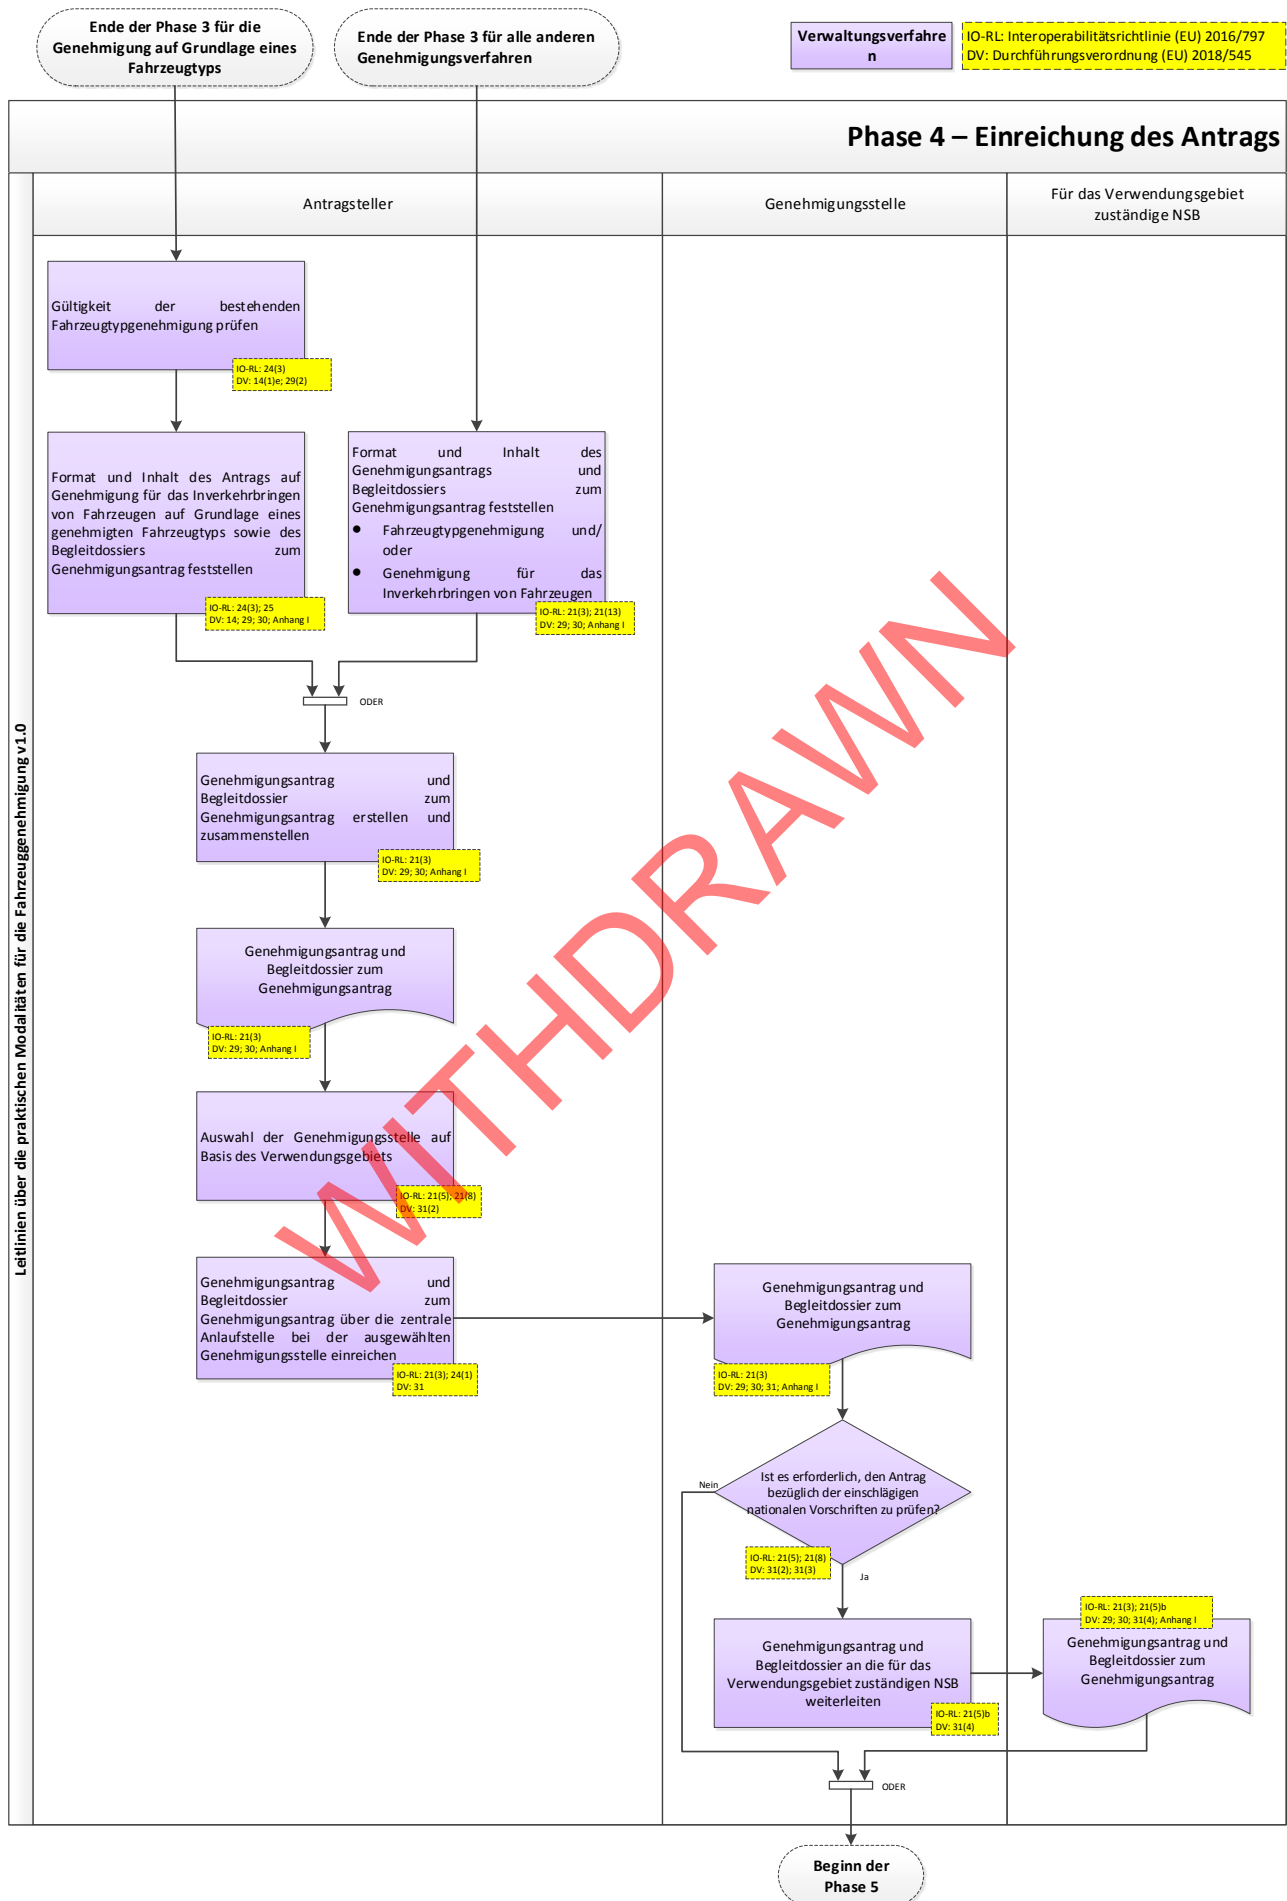 Ende der Phase 3 für die
Genehmigung auf Grundlage eines
Fahrzeugtyps
Ende der Phase 3 für alle anderen
Genehmigungsverfahren
Verwaltungsverfahre
n
IO-RL: Interoperabilitätsrichtlinie (EU) 2016/797
DV: Durchführungsverordnung (EU) 2018/545
Phase 4 – Einreichung des Antrags
Leitlinien über die praktischen Modalitäten für die Fahrzeuggenehmigung v1.0
Antragsteller
Genehmigungsstelle
Für das Verwendungsgebiet
zuständige NSB
Gültigkeit der bestehenden
Fahrzeugtypgenehmigung prüfen
IO-RL: 24(3)
DV: 14(1)e; 29(2)
Format und Inhalt des Antrags auf
Genehmigung für das Inverkehrbringen
von Fahrzeugen auf Grundlage eines
genehmigten Fahrzeugtyps sowie des
Begleitdossiers zum
Genehmigungsantrag feststellen
IO-RL: 24(3); 25
DV: 14; 29; 30; Anhang I
Format und Inhalt des
Genehmigungsantrags und
Begleitdossiers zum
Genehmigungsantrag feststellen
● Fahrzeugtypgenehmigung und/
oder
● Genehmigung für das
Inverkehrbringen von Fahrzeugen
IO-RL: 21(3); 21(13)
DV: 29; 30; Anhang I
ODER
Genehmigungsantrag und
Begleitdossier zum
Genehmigungsantrag erstellen und
zusammenstellen
IO-RL: 21(3)
DV: 29; 30; Anhang I
Genehmigungsantrag und
Begleitdossier zum
Genehmigungsantrag
IO-RL: 21(3)
DV: 29; 30; Anhang I
Auswahl der Genehmigungsstelle auf
Basis des Verwendungsgebiets
IO-RL: 21(5); 21(8)
DV: 31(2)
Genehmigungsantrag und
Begleitdossier zum
Genehmigungsantrag über die zentrale
Anlaufstelle bei der ausgewählten
Genehmigungsstelle einreichen
IO-RL: 21(3); 24(1)
DV: 31
Genehmigungsantrag und
Begleitdossier zum
Genehmigungsantrag
IO-RL: 21(3)
DV: 29; 30; 31; Anhang I
Ist es erforderlich, den Antrag
bezüglich der einschlägigen
nationalen Vorschriften zu prüfen?
Nein
IO-RL: 21(5); 21(8)
DV: 31(2); 31(3)
Ja
Genehmigungsantrag und
Begleitdossier an die für das
Verwendungsgebiet zuständigen NSB
weiterleiten
IO-RL: 21(5)b
DV: 31(4)
IO-RL: 21(3); 21(5)b
DV: 29; 30; 31(4); Anhang I
Genehmigungsantrag und
Begleitdossier zum
Genehmigungsantrag
ODER
Beginn der
Phase 5
WITHDRAWN